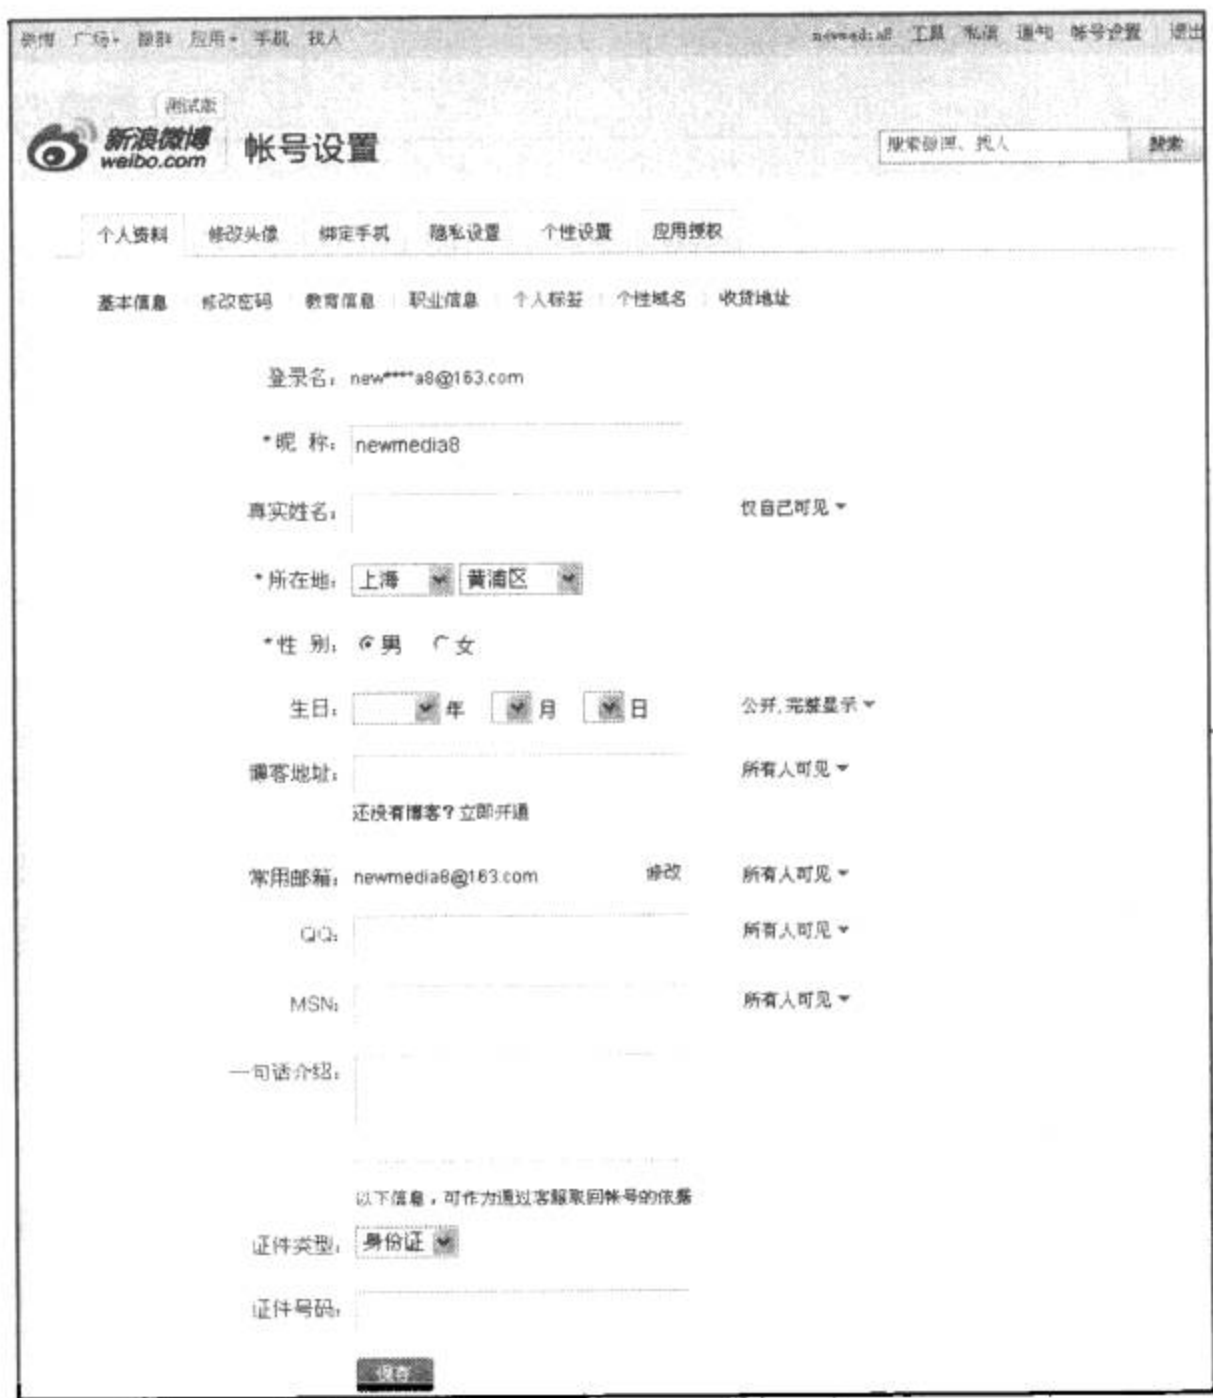 广场 微群 应用 手机 找人 newmedia8 工具 私信 通知 帐号设置 退出
测试版
新浪微博 weibo.com 帐号设置 搜索微博、找人 搜索
个人资料 修改头像 绑定手机 隐私设置 个性设置 应用授权
基本信息 修改密码 教育信息 职业信息 个人标签 个性域名 收货地址
登录名: new****a8@163.com
*昵 称: newmedia8
真实姓名: 仅自己可见
*所在地: 上海 黄浦区
*性 别: 男 女
生日: 年 月 日 公开,完整显示
博客地址: 所有人可见
还没有博客?立即开通
常用邮箱: newmedia8@163.com 修改 所有人可见
QQ: 所有人可见
MSN: 所有人可见
一句话介绍:
以下信息,可作为通过客服取回帐号的依据
证件类型: 身份证
证件号码:
保存